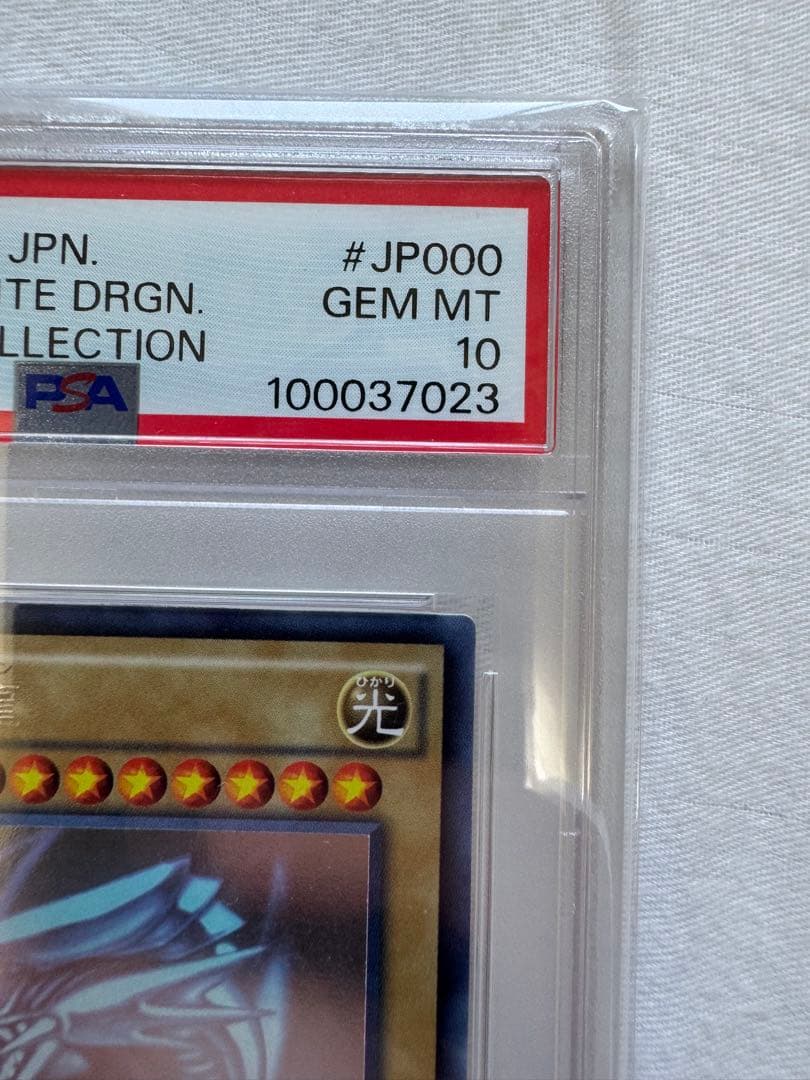 JPN. #JP000
ITE DRGN. GEM MT
LLECTION 10
PSA 100037023
ひかり
光